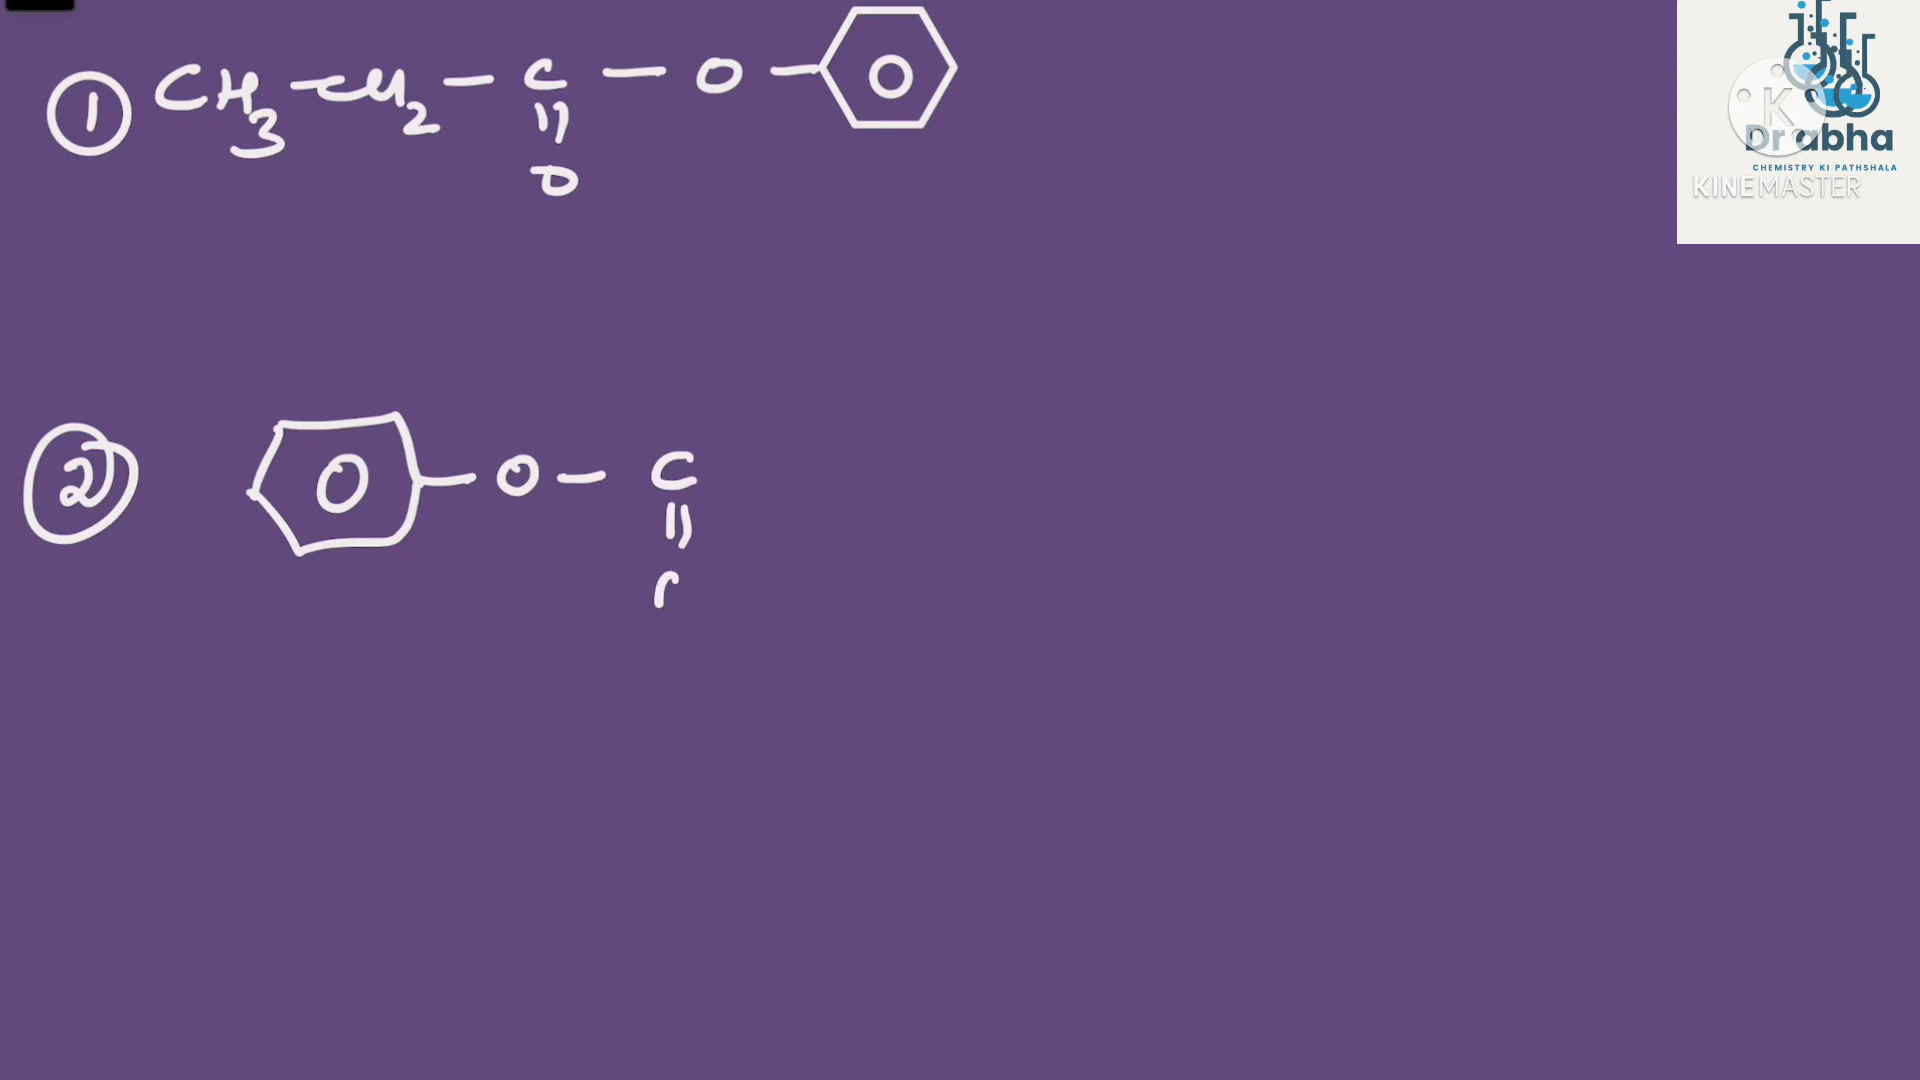 ① CH3 - CH2 - C - O -
||
O
② - O - C
||
Dr abha
CHEMISTRY KI PATHSHALA
K
KINEMASTER